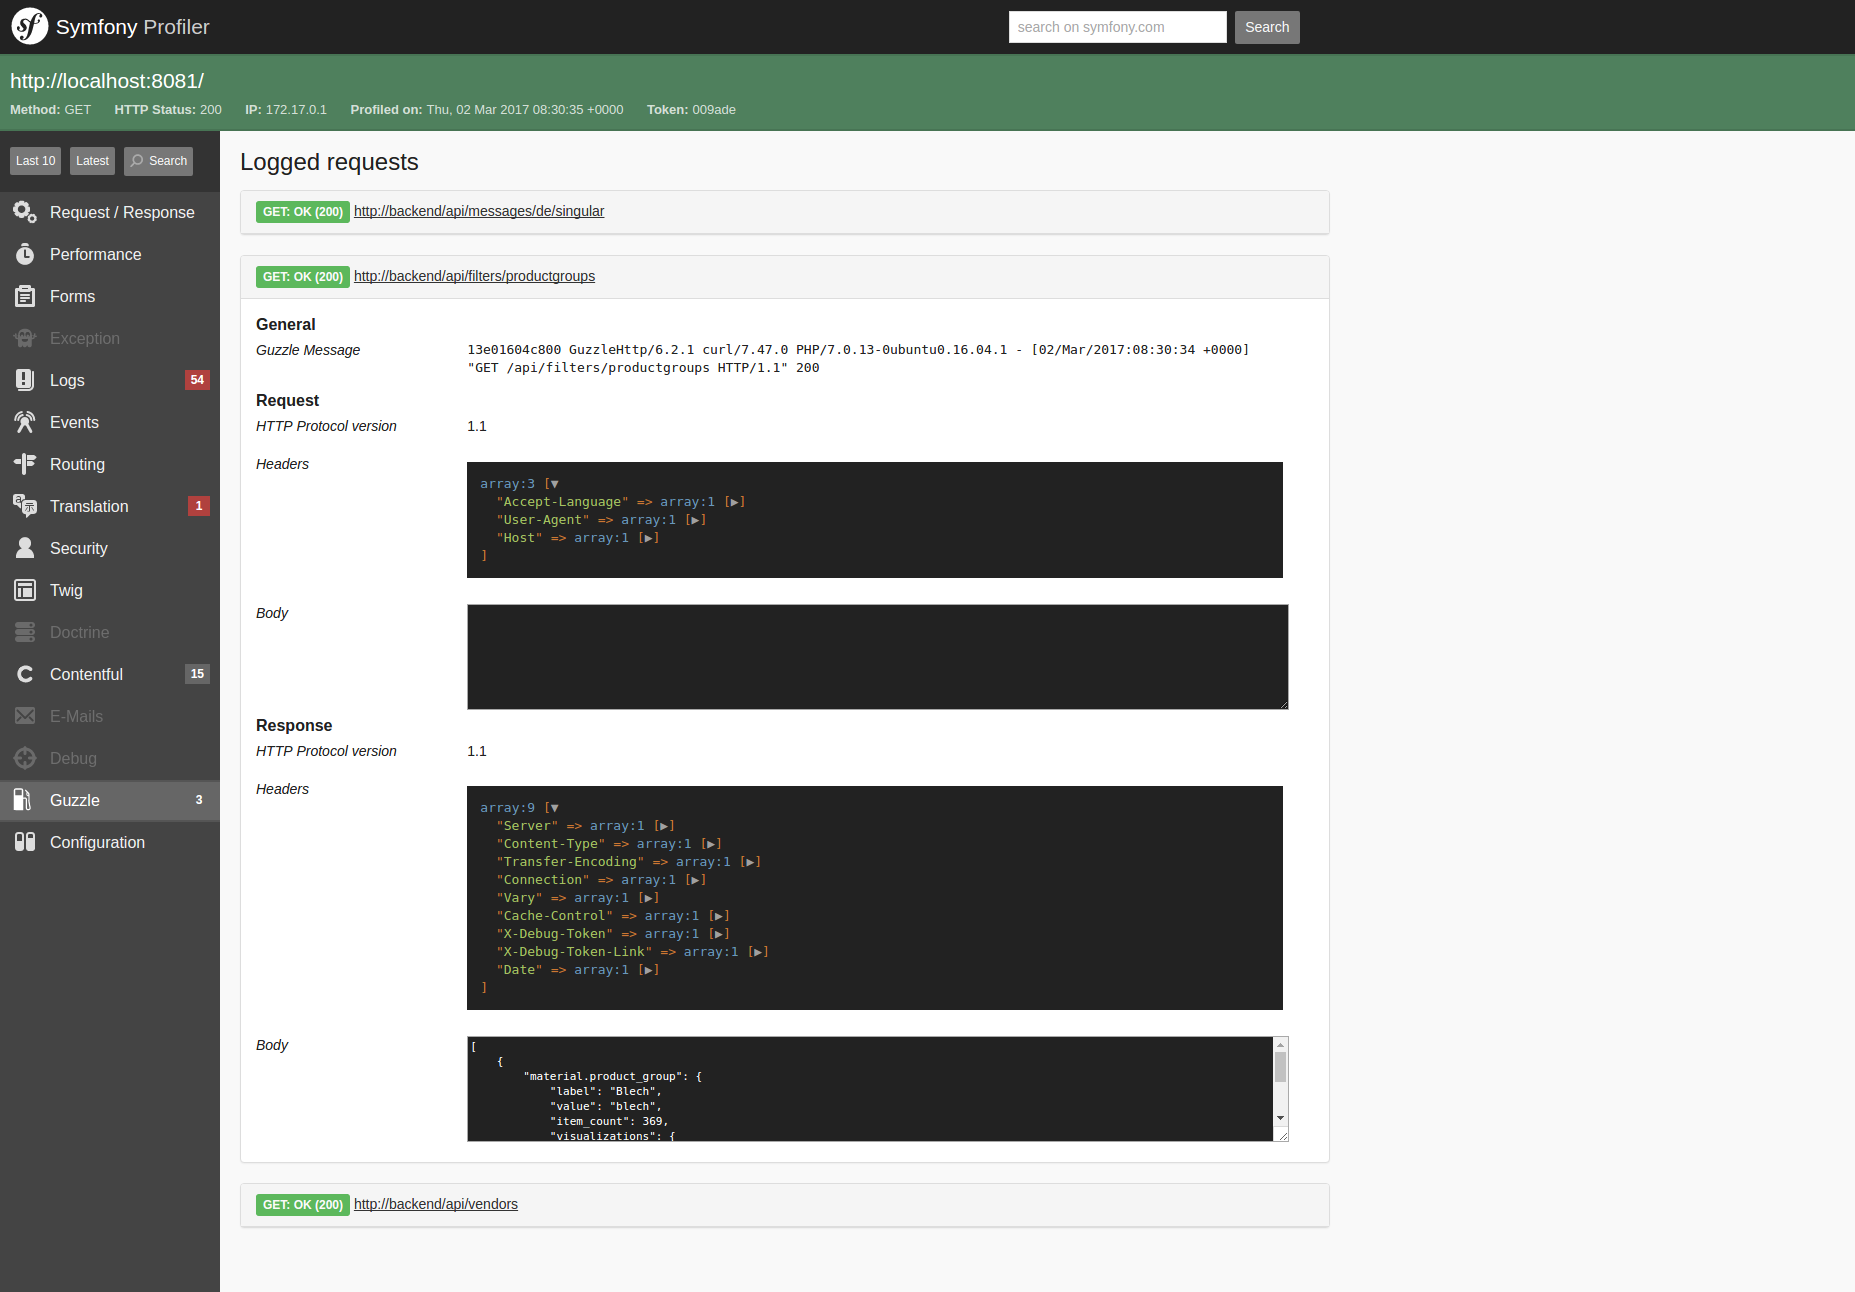 Symfony Profiler
search on symfony.com Search
http://localhost:8081/
Method: GET HTTP Status: 200 IP: 172.17.0.1 Profiled on: Thu, 02 Mar 2017 08:30:35 +0000 Token: 009ade
Last 10 Latest Search
Request / Response
Performance
Forms
Exception
Logs 54
Events
Routing
Translation 1
Security
Twig
Doctrine
Contentful 15
E-Mails
Debug
Guzzle 3
Configuration
Logged requests
GET: OK (200) http://backend/api/messages/de/singular
GET: OK (200) http://backend/api/filters/productgroups
General
Guzzle Message 13e01604c800 GuzzleHttp/6.2.1 curl/7.47.0 PHP/7.0.13-0ubuntu0.16.04.1 - [02/Mar/2017:08:30:34 +0000]
"GET /api/filters/productgroups HTTP/1.1" 200
Request
HTTP Protocol version 1.1
Headers
array:3 [▼
"Accept-Language" => array:1 [▶]
"User-Agent" => array:1 [▶]
"Host" => array:1 [▶]
]
Body
Response
HTTP Protocol version 1.1
Headers
array:9 [▼
"Server" => array:1 [▶]
"Content-Type" => array:1 [▶]
"Transfer-Encoding" => array:1 [▶]
"Connection" => array:1 [▶]
"Vary" => array:1 [▶]
"Cache-Control" => array:1 [▶]
"X-Debug-Token" => array:1 [▶]
"X-Debug-Token-Link" => array:1 [▶]
"Date" => array:1 [▶]
]
Body
[
{
"material.product_group": {
"label": "Blech",
"value": "blech",
"item_count": 369,
"visualizations": {
GET: OK (200) http://backend/api/vendors